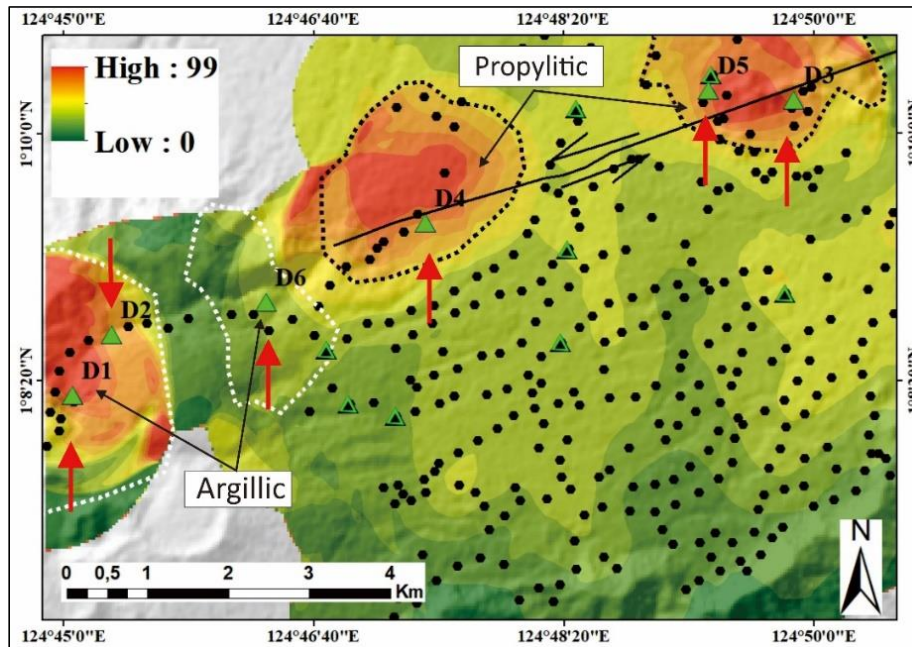 124°45'0"E 124°46'40"E 124°48'20"E 124°50'0"E
High : 99
Low : 0
Propylitic
D5
D3
1°10'0"N
D4
D6
D2
D1
1°8'20"N
Argillic
N
0 0,5 1 2 3 4
Km
124°45'0"E 124°46'40"E 124°48'20"E 124°50'0"E